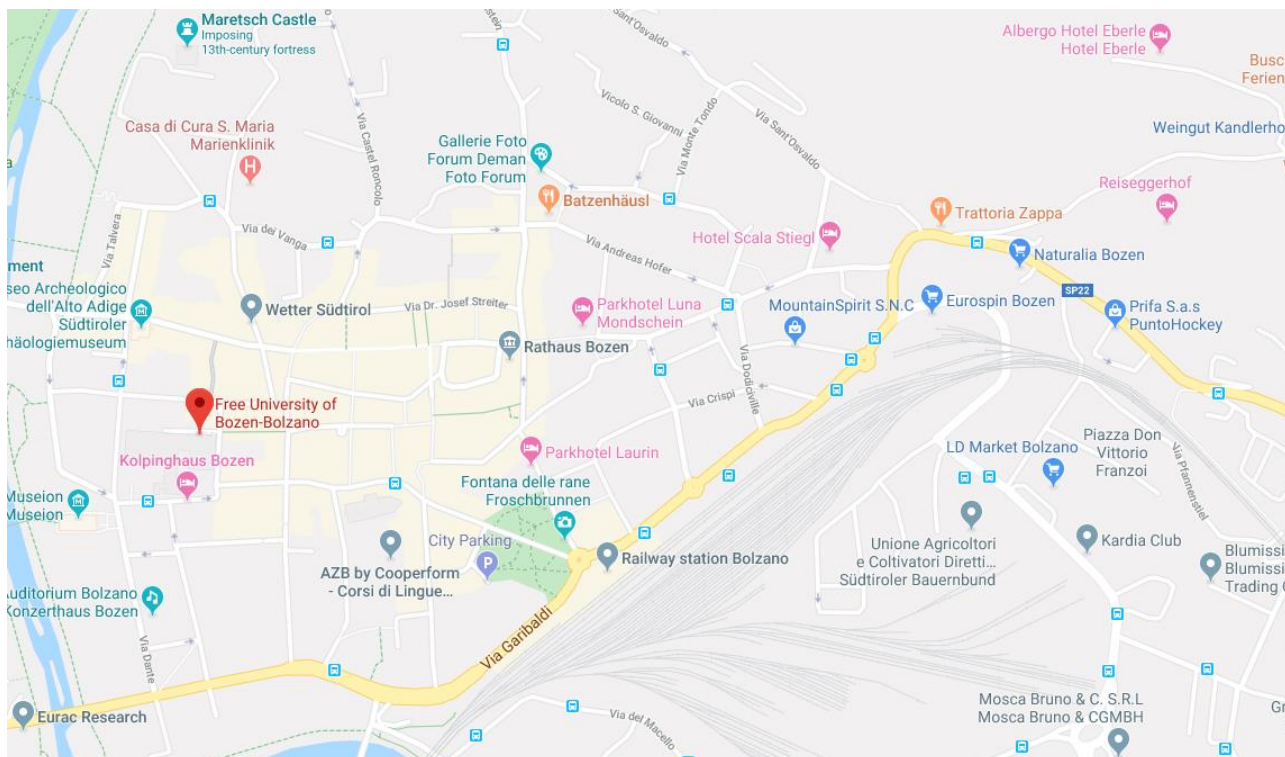 Maretsch Castle
Imposing
13th-century fortress
Via Sant'Osvaldo
Albergo Hotel Eberle
Hotel Eberle
Busc
Ferien
Vicolo S. Giovanni
Via Monte Tondo
Via Sant'Osvaldo
Weingut Kandlerho
Casa di Cura S. Maria
Marienklinik
Via Castel Roncolo
Gallerie Foto
Forum Deman
Foto Forum
Batzenhäusl
Reiseggerhof
Trattoria Zappa
Via Talvera
Via dei Vanga
Via Andreas Hofer
Hotel Scala Stiegl
Naturalia Bozen
ment
seo Archeologico
dell'Alto Adige
Südtiroler
häologiemuseum
Wetter Südtirol
Via Dr. Josef Streiter
Parkhotel Luna
Mondschein
MountainSpirit S.N.C
Eurospin Bozen
SP22
Prifa S.a.s
PuntoHockey
Rathaus Bozen
Via Dodiciville
Via Crispi
Free University of
Bozen-Bolzano
Kolpinghaus Bozen
Parkhotel Laurin
LD Market Bolzano
Piazza Don
Vittorio
Franzoi
Via Pfannenstiel
Museion
Museion
Fontana delle rane
Froschbrunnen
City Parking
Railway station Bolzano
AZB by Cooperform
- Corsi di Lingue...
Unione Agricoltori
e Coltivatori Diretti...
Südtiroler Bauernbund
Kardia Club
Blumissi
Blumissi
Trading
Auditorium Bolzano
Konzerthaus Bozen
Via Dante
Via Garibaldi
Eurac Research
Via del Macello
Mosca Bruno & C. S.R.L
Mosca Bruno & CGMBH
Gr